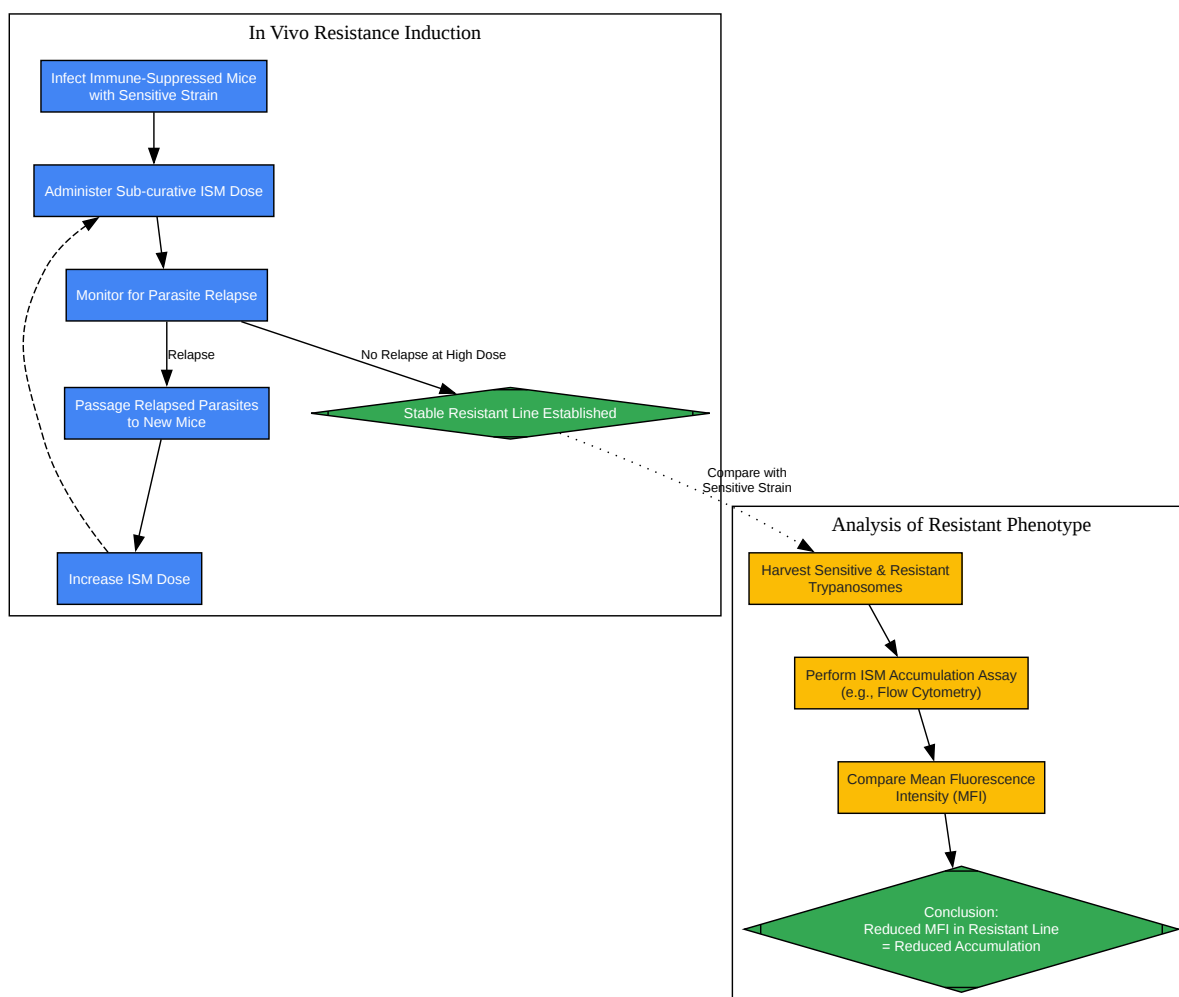 In Vivo Resistance Induction
Infect Immune-Suppressed Mice
with Sensitive Strain
Administer Sub-curative ISM Dose
Monitor for Parasite Relapse
Relapse
No Relapse at High Dose
Passage Relapsed Parasites
to New Mice
Stable Resistant Line Established
Increase ISM Dose
Compare with
Sensitive Strain
Analysis of Resistant Phenotype
Harvest Sensitive & Resistant
Trypanosomes
Perform ISM Accumulation Assay
(e.g., Flow Cytometry)
Compare Mean Fluorescence
Intensity (MFI)
Conclusion:
Reduced MFI in Resistant Line
= Reduced Accumulation